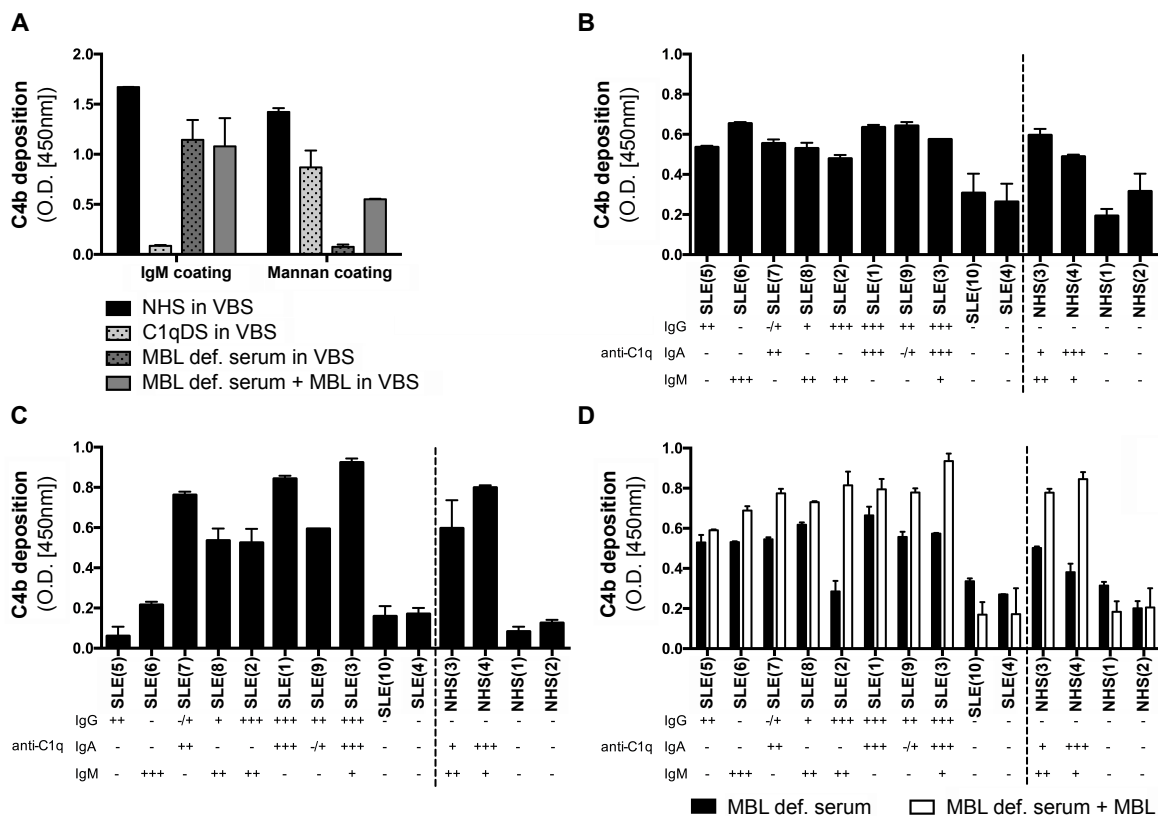 A
C4b deposition
(O.D. [450nm])
2.0
1.5
1.0
0.5
0.0
IgM coating Mannan coating
NHS in VBS
C1qDS in VBS
MBL def. serum in VBS
MBL def. serum + MBL in VBS
B
C4b deposition
(O.D. [450nm])
1.0
0.8
0.6
0.4
0.2
0.0
SLE(5) SLE(6) SLE(7) SLE(8) SLE(2) SLE(1) SLE(9) SLE(3) SLE(10) SLE(4) NHS(3) NHS(4) NHS(1) NHS(2)
IgG ++ - -/+ + +++ +++ ++ +++ - - - - - -
anti-C1q IgA - - ++ - - +++ -/+ +++ - - + +++ - -
IgM - +++ - ++ ++ - - + - - ++ + - -
C
C4b deposition
(O.D. [450nm])
1.0
0.8
0.6
0.4
0.2
0.0
SLE(5) SLE(6) SLE(7) SLE(8) SLE(2) SLE(1) SLE(9) SLE(3) SLE(10) SLE(4) NHS(3) NHS(4) NHS(1) NHS(2)
IgG ++ - -/+ + +++ +++ ++ +++ - - - - - -
anti-C1q IgA - - ++ - - +++ -/+ +++ - - + +++ - -
IgM - +++ - ++ ++ - - + - - ++ + - -
D
C4b deposition
(O.D. [450nm])
1.0
0.8
0.6
0.4
0.2
0.0
SLE(5) SLE(6) SLE(7) SLE(8) SLE(2) SLE(1) SLE(9) SLE(3) SLE(10) SLE(4) NHS(3) NHS(4) NHS(1) NHS(2)
IgG ++ - -/+ + +++ +++ ++ +++ - - - - - -
anti-C1q IgA - - ++ - - +++ -/+ +++ - - + +++ - -
IgM - +++ - ++ ++ - - + - - ++ + - -
MBL def. serum MBL def. serum + MBL